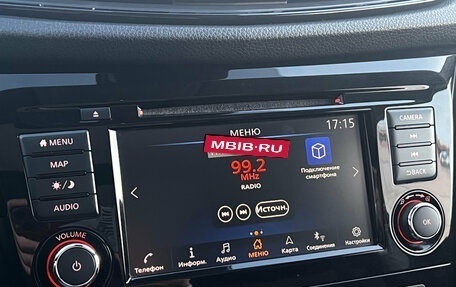 МЕНЮ
17:15
MBIB•RU
CAMERA
MENU
MAP
AUDIO
VOLUME
99.2
MHz
RADIO
Подключение
смартфона
BACK
OK
Источн.
Телефон
Информ.
Аудио
МЕНЮ
Карта
Соединения
Настройки